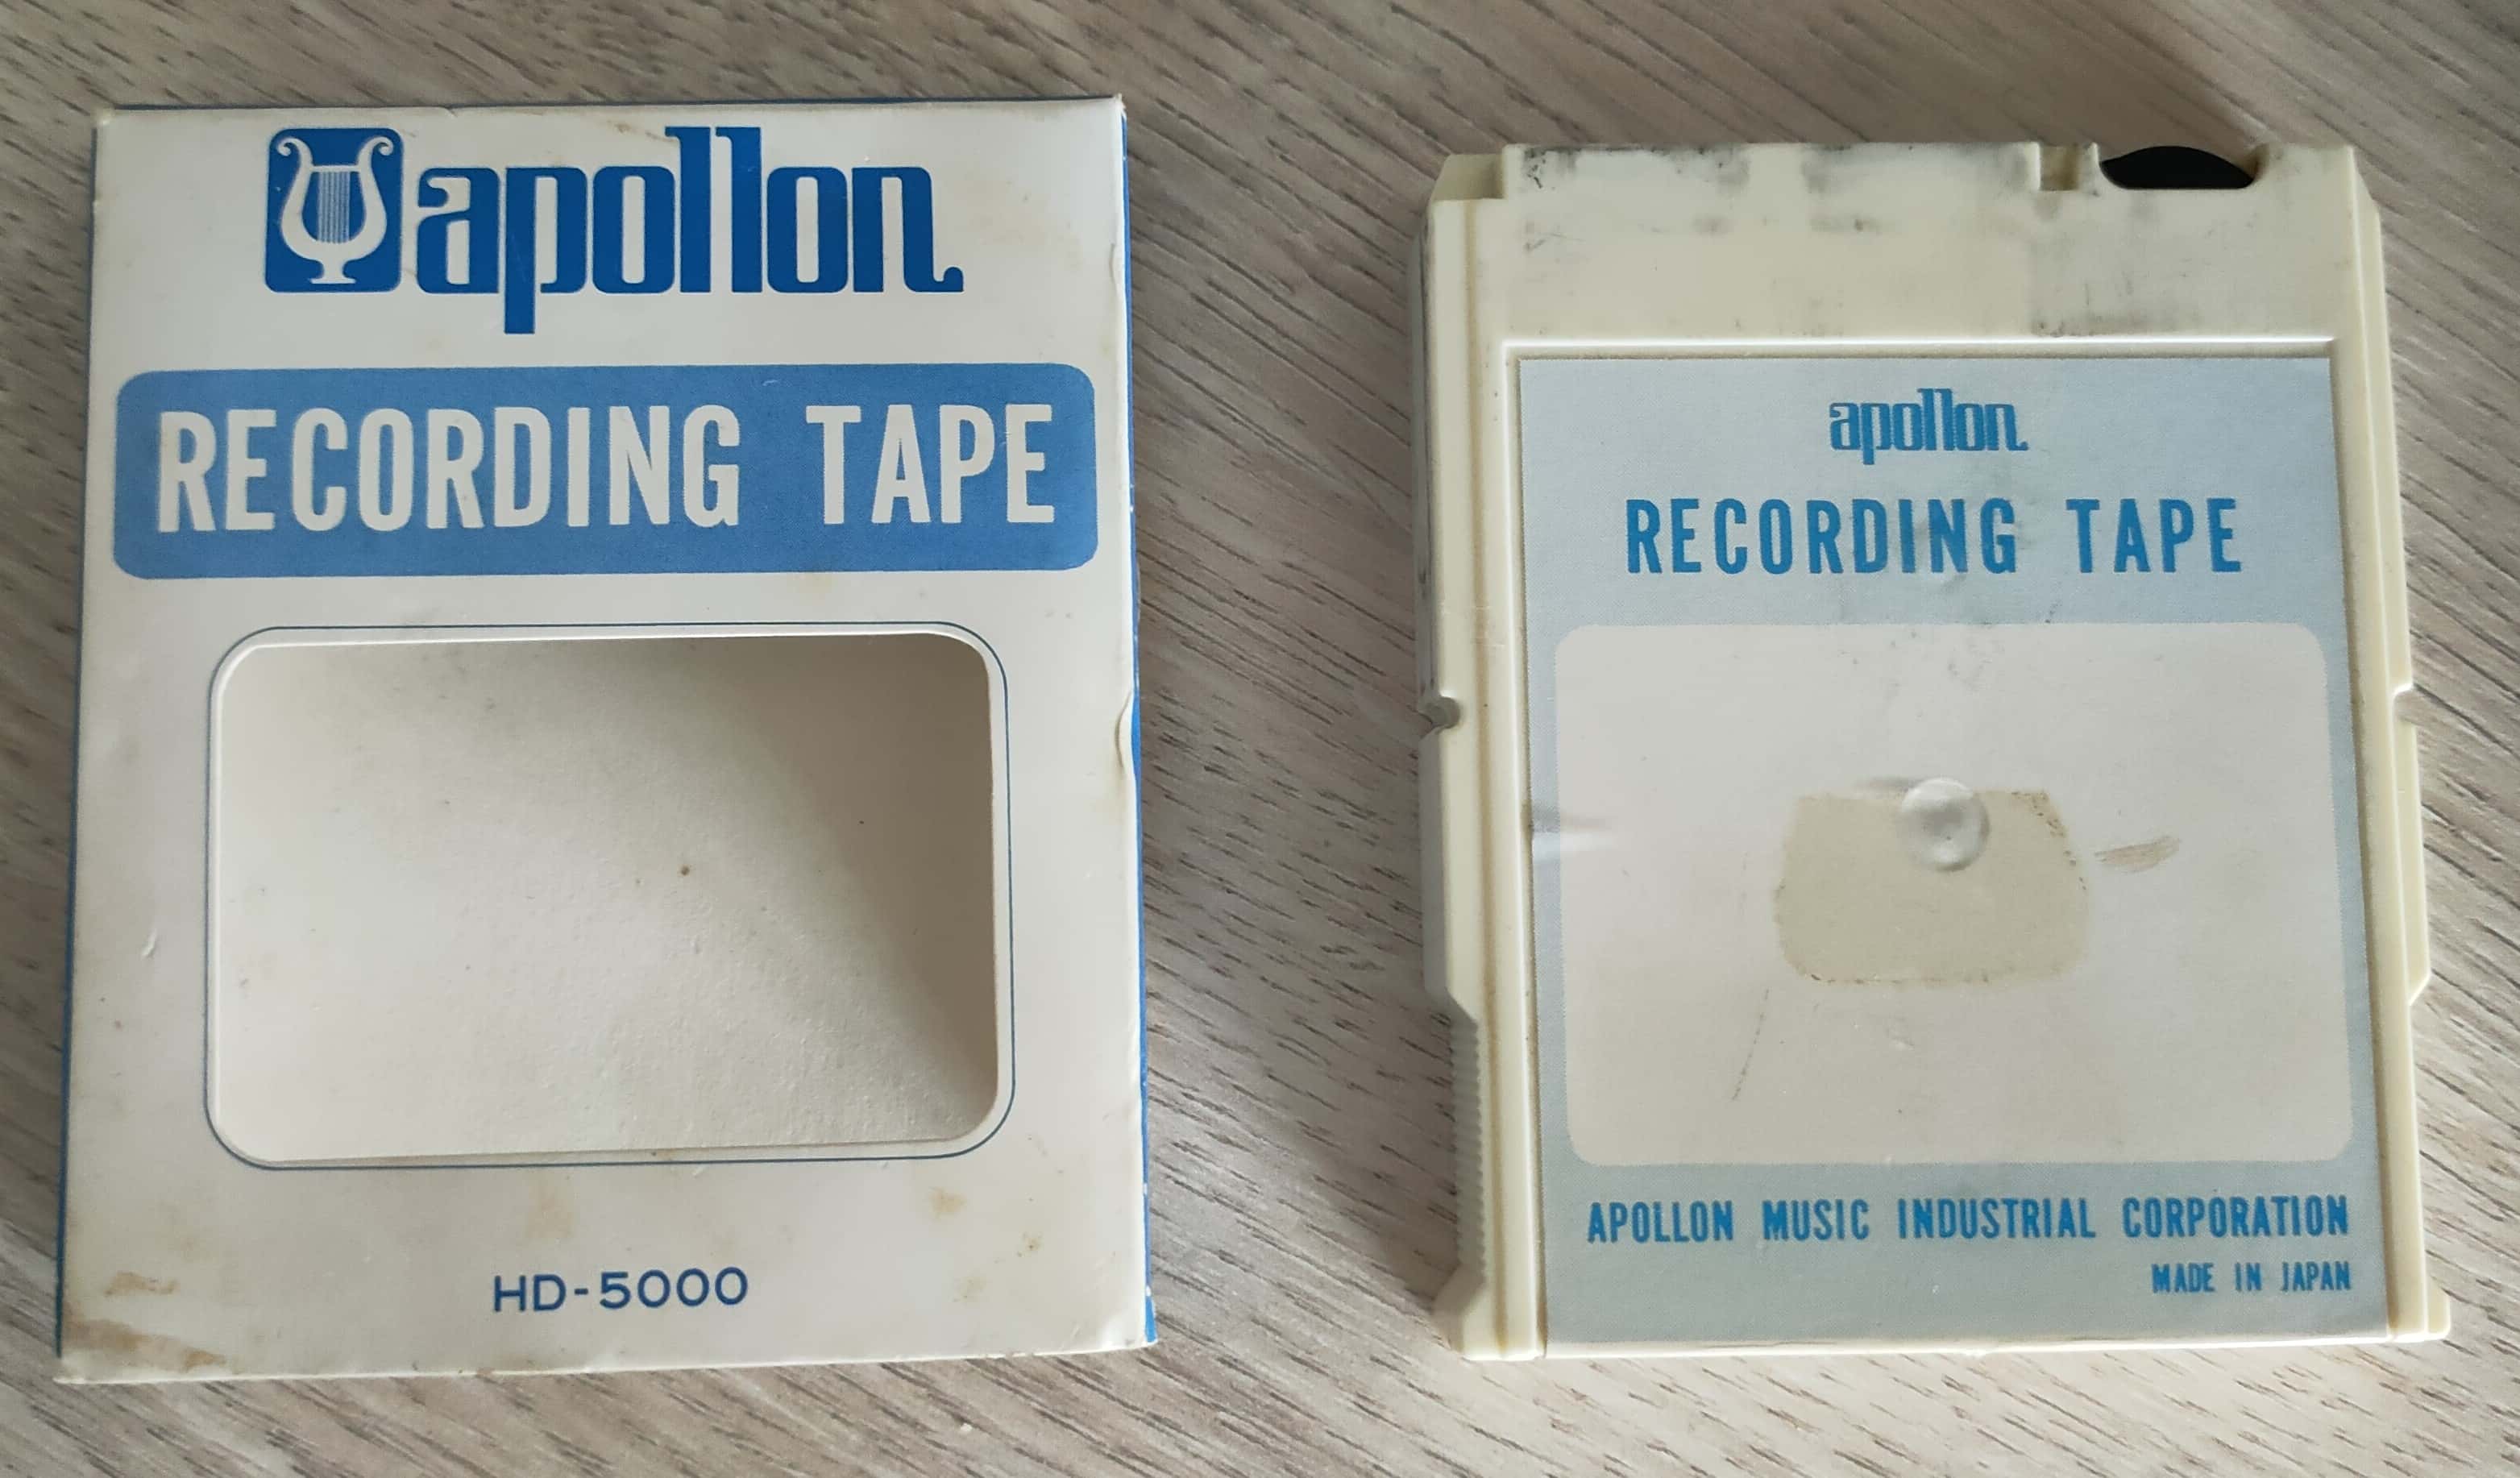 apollon
RECORDING TAPE
HD-5000
apollon
RECORDING TAPE
APOLLON MUSIC INDUSTRIAL CORPORATION
MADE IN JAPAN